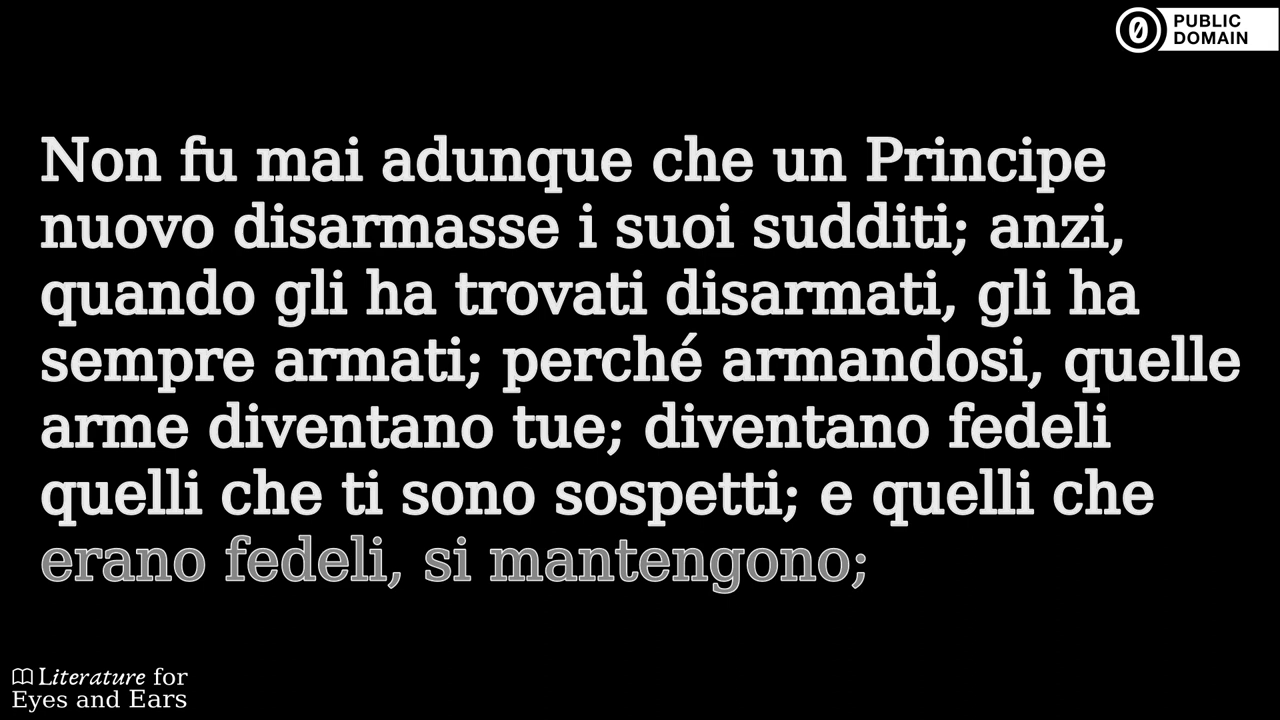 PUBLIC
DOMAIN
Non fu mai adunque che un Principe
nuovo disarmasse i suoi sudditi; anzi,
quando gli ha trovati disarmati, gli ha
sempre armati; perché armandosi, quelle
arme diventano tue; diventano fedeli
quelli che ti sono sospetti; e quelli che
erano fedeli, si mantengono;
Literature for
Eyes and Ears